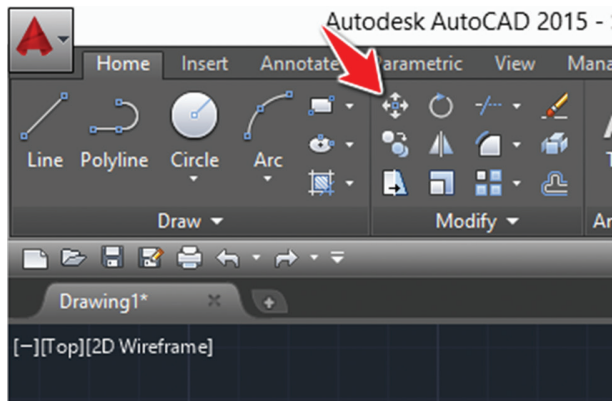 Autodesk AutoCAD 2015 -
Home Insert Annotate Parametric View
Line Polyline Circle Arc
Draw Modify
Drawing1*
[−][Top][2D Wireframe]